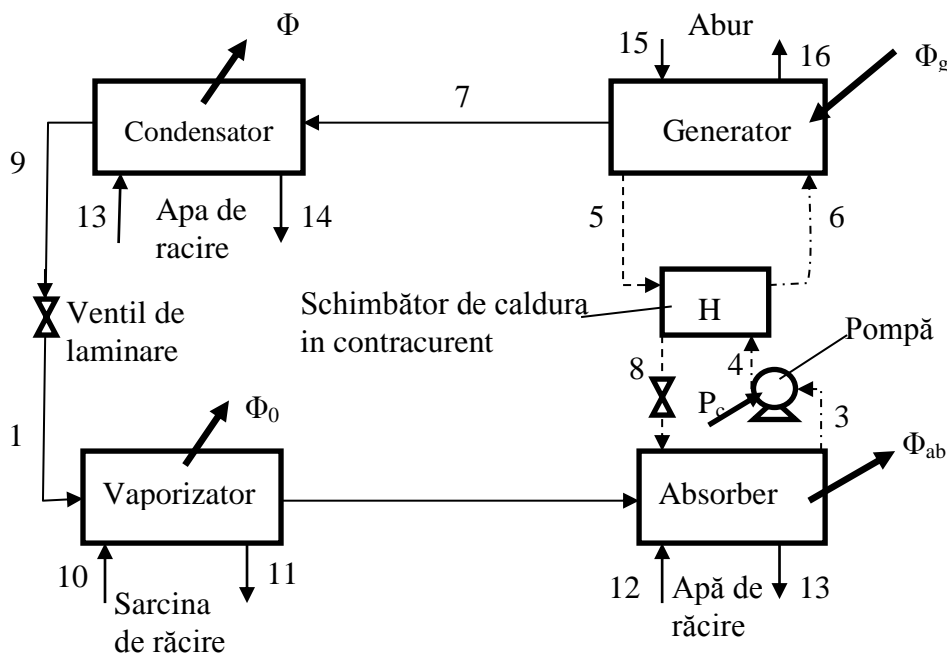 Φ
15
Abur
16
Φg
7
Condensator
Generator
9
13
Apa de
racire
14
5
6
Schimbător de caldura
in contracurent
H
Ventil de
laminare
Pompă
8
4
Pc
3
1
Φ0
Φab
Vaporizator
Absorber
10
Sarcina
de răcire
11
12
Apă de
răcire
13